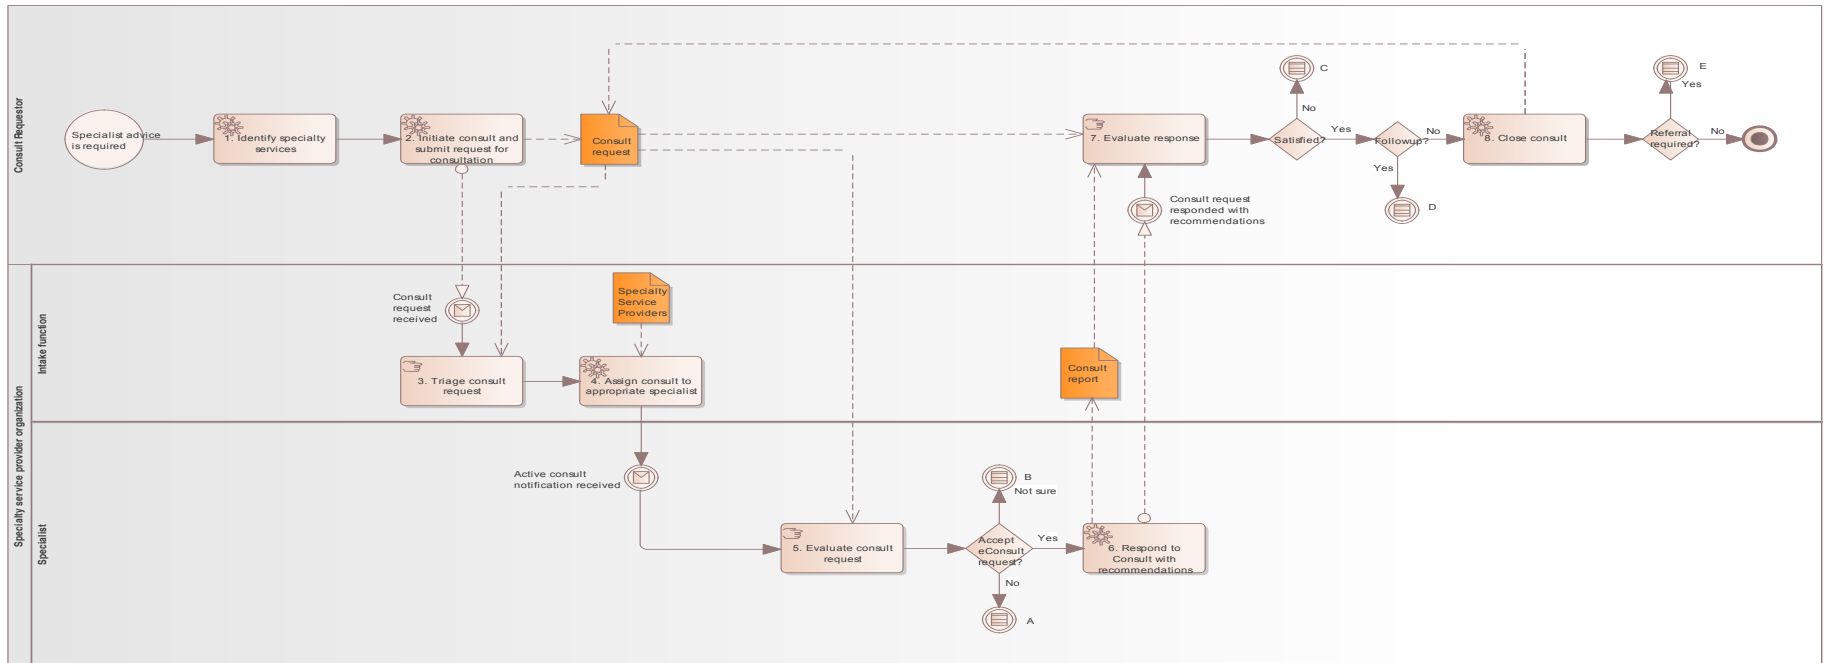 Consult Requestor
Specialist advice
is required
1. Identify specialty
services
2. Initiate consult and
submit request for
consultation
Consult
request
7. Evaluate response
Consult request
responded with
recommendations
C
No
Satisfied?
Yes
Followup?
No
Yes
D
8. Close consult
E
Yes
Referral
required?
No
Specialty service provider organization
Intake function
Consult
request
received
3. Triage consult
request
Specialty
Service
Providers
4. Assign consult to
appropriate specialist
Consult
report
Specialist
Active consult
notification received
5. Evaluate consult
request
B
Not sure
Accept
eConsult
request?
Yes
No
A
6. Respond to
Consult with
recommendations